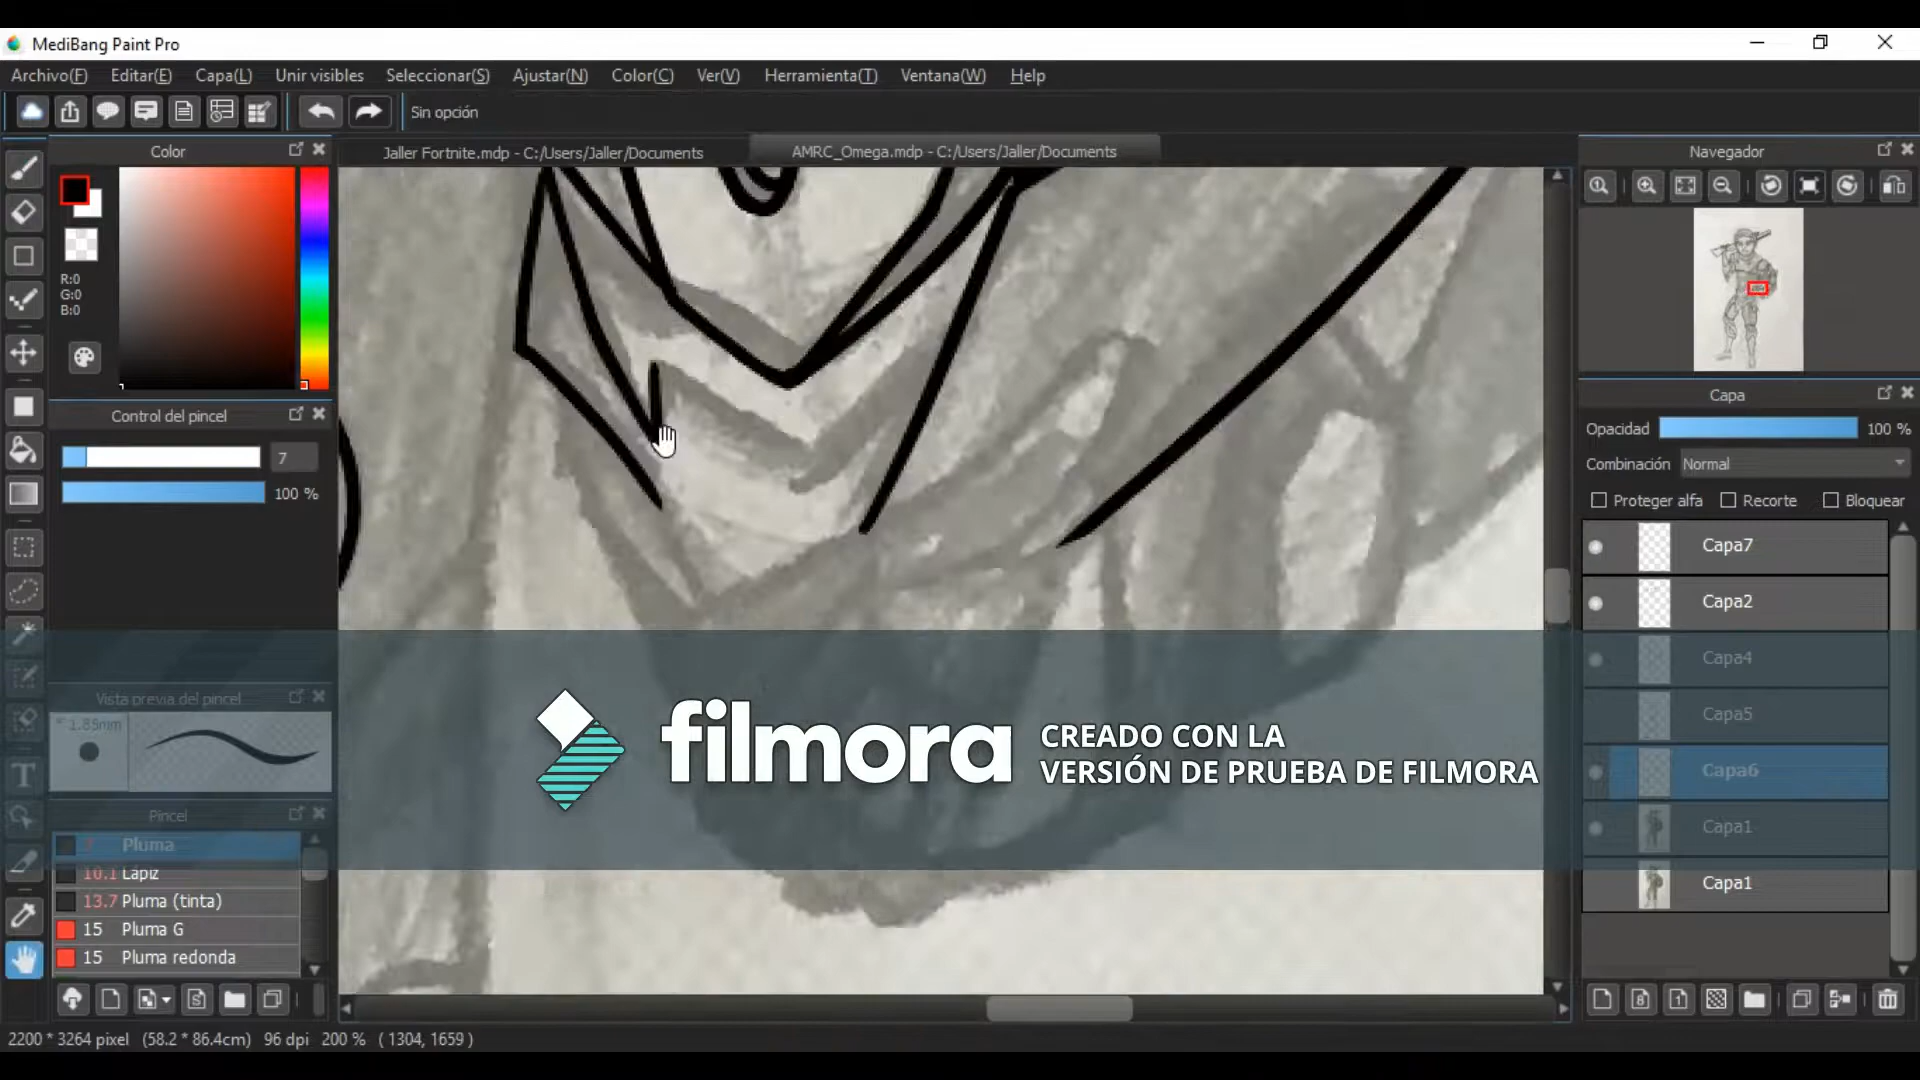 MediBang Paint Pro
Archivo(F) Editar(E) Capa(L) Unir visibles Seleccionar(S) Ajustar(N) Color(C) Ver(V) Herramienta(T) Ventana(W) Help
Sin opción
Color
Jaller Fortnite.mdp - C:/Users/Jaller/Documents
AMRC_Omega.mdp - C:/Users/Jaller/Documents
Navegador
R:0
G:0
B:0
Capa
Control del pincel
Opacidad 100 %
7
Combinación Normal
100 %
Proteger alfa Recorte Bloquear
Capa7
Capa2
Capa4
Vista previa del pincel
Capa5
1.85mm
filmora
CREADO CON LA
VERSIÓN DE PRUEBA DE FILMORA
Capa6
Pincel
Capa1
7 Pluma
10.1 Lápiz
Capa1
13.7 Pluma (tinta)
15 Pluma G
15 Pluma redonda
2200 * 3264 pixel (58.2 * 86.4cm) 96 dpi 200 % ( 1304, 1659 )